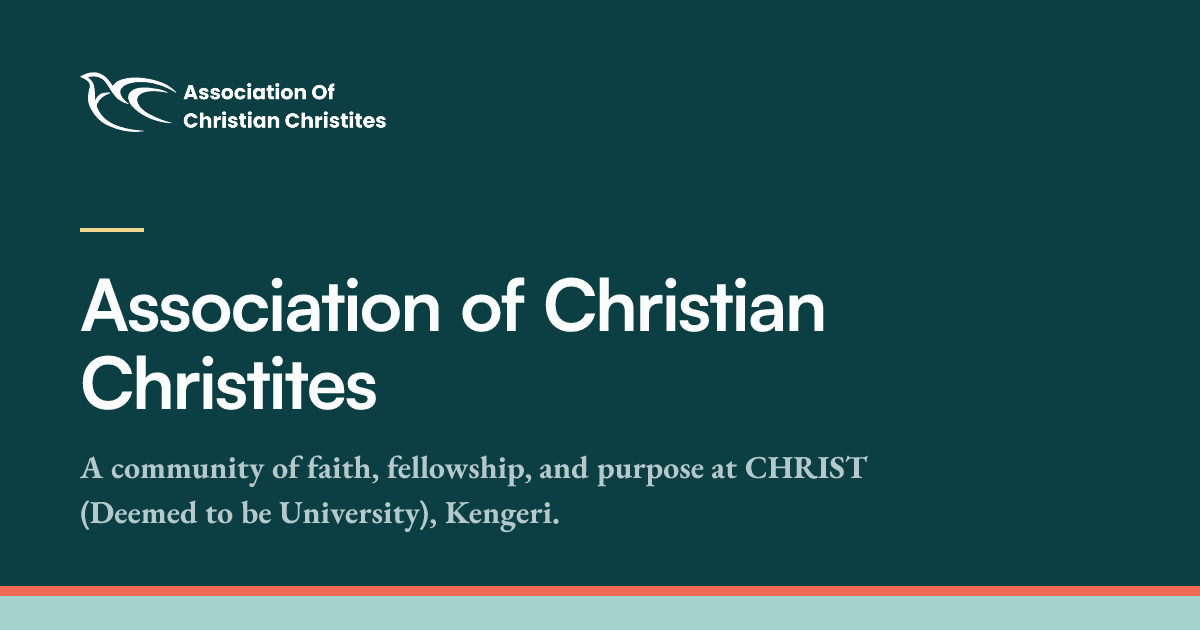 Association Of
Christian Christites
Association of Christian
Christites
A community of faith, fellowship, and purpose at CHRIST
(Deemed to be University), Kengeri.